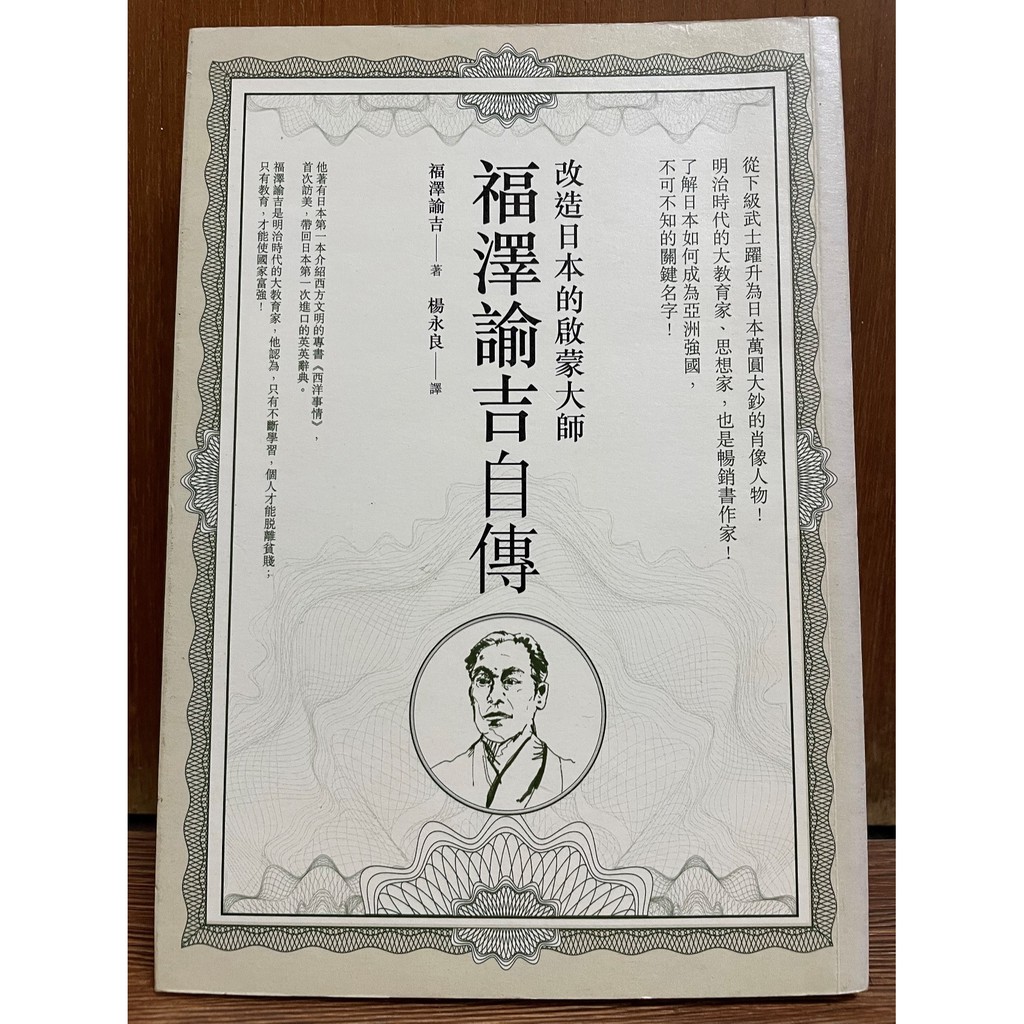 從下級武士躍升為日本萬圓大鈔的肖像人物！
明治時代的大教育家、思想家，也是暢銷書作家！
了解日本如何成為亞洲強國，
不可不知的關鍵名字！
改造日本的啟蒙大師
福澤諭吉自傳
福澤諭吉——著 楊永良——譯
他著有日本第一本介紹西方文明的專書《西洋事情》，
首次訪美，帶回日本第一次進口的英英辭典。
福澤諭吉是明治時代的大教育家，他認為，只有不斷學習，個人才能脫離貧賤；
只有教育，才能使國家富強！